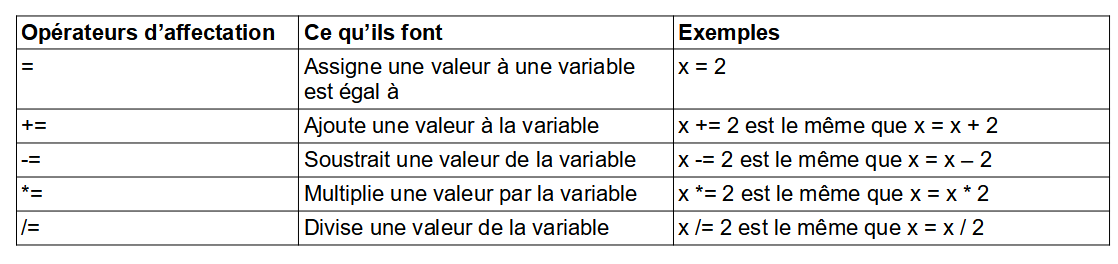 Opérateurs d’affectation Ce qu’ils font Exemples
= Assigne une valeur à une variable x = 2
est égal à
+= Ajoute une valeur à la variable x += 2 est le même que x = x + 2
-= Soustrait une valeur de la variable x -= 2 est le même que x = x – 2
*= Multiplie une valeur par la variable x *= 2 est le même que x = x * 2
/= Divise une valeur de la variable x /= 2 est le même que x = x / 2